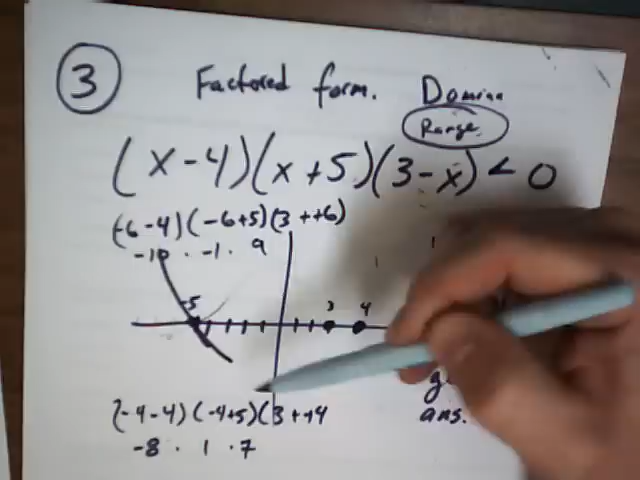 3 Factored form. Domain
Range
(x-4)(x+5)(3-x) < 0
(-6-4)(-6+5)(3++6)
-10 · -1 · 9
-5 3 4
(-4-4)(-4+5)(3++4
-8 · 1 · 7
ans.